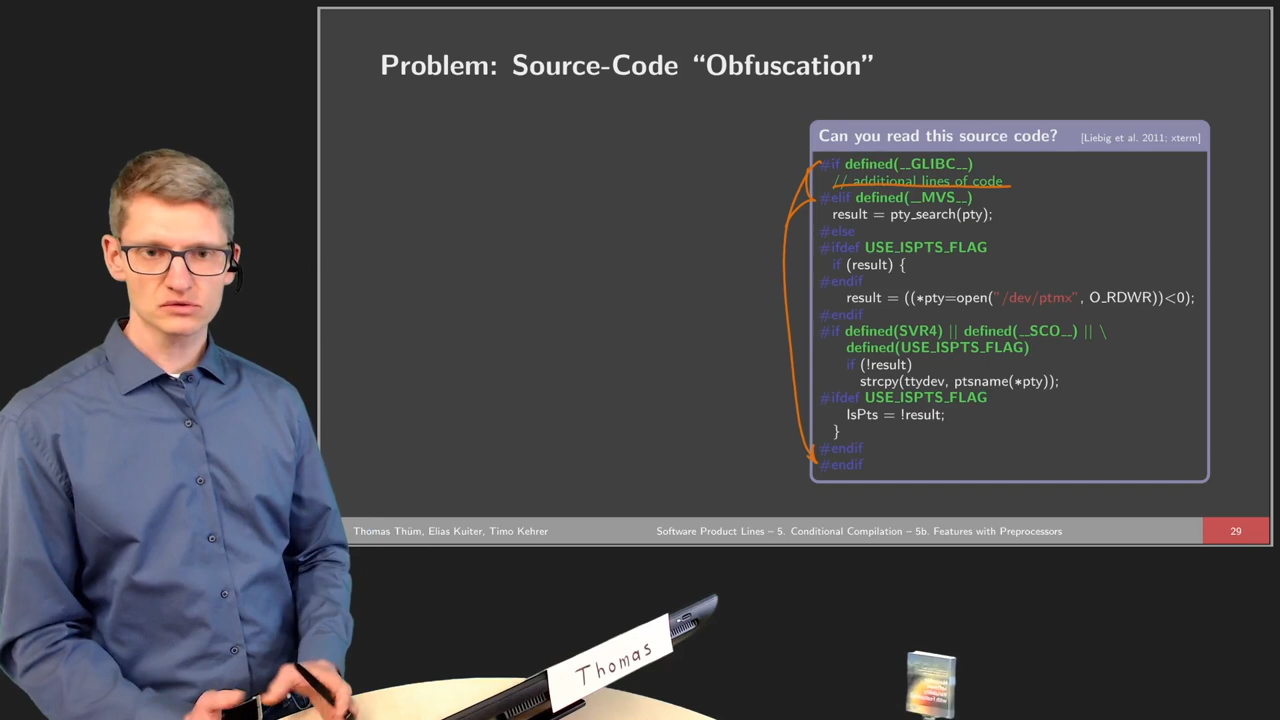 Problem: Source-Code “Obfuscation”
Can you read this source code? [Liebig et al. 2011; xterm]
#if defined(__GLIBC__)
// additional lines of code
#elif defined(__MVS__)
result = pty_search(pty);
#else
#ifdef USE_ISPTS_FLAG
if (result) {
#endif
result = ((*pty=open("/dev/ptmx", O_RDWR))<0);
#endif
#if defined(SVR4) || defined(__SCO__) || \
defined(USE_ISPTS_FLAG)
if (!result)
strcpy(ttydev, ptsname(*pty));
#ifdef USE_ISPTS_FLAG
IsPts = !result;
}
#endif
#endif
Thomas Thüm, Elias Kuiter, Timo Kehrer Software Product Lines – 5. Conditional Compilation – 5b. Features with Preprocessors 29
Thomas